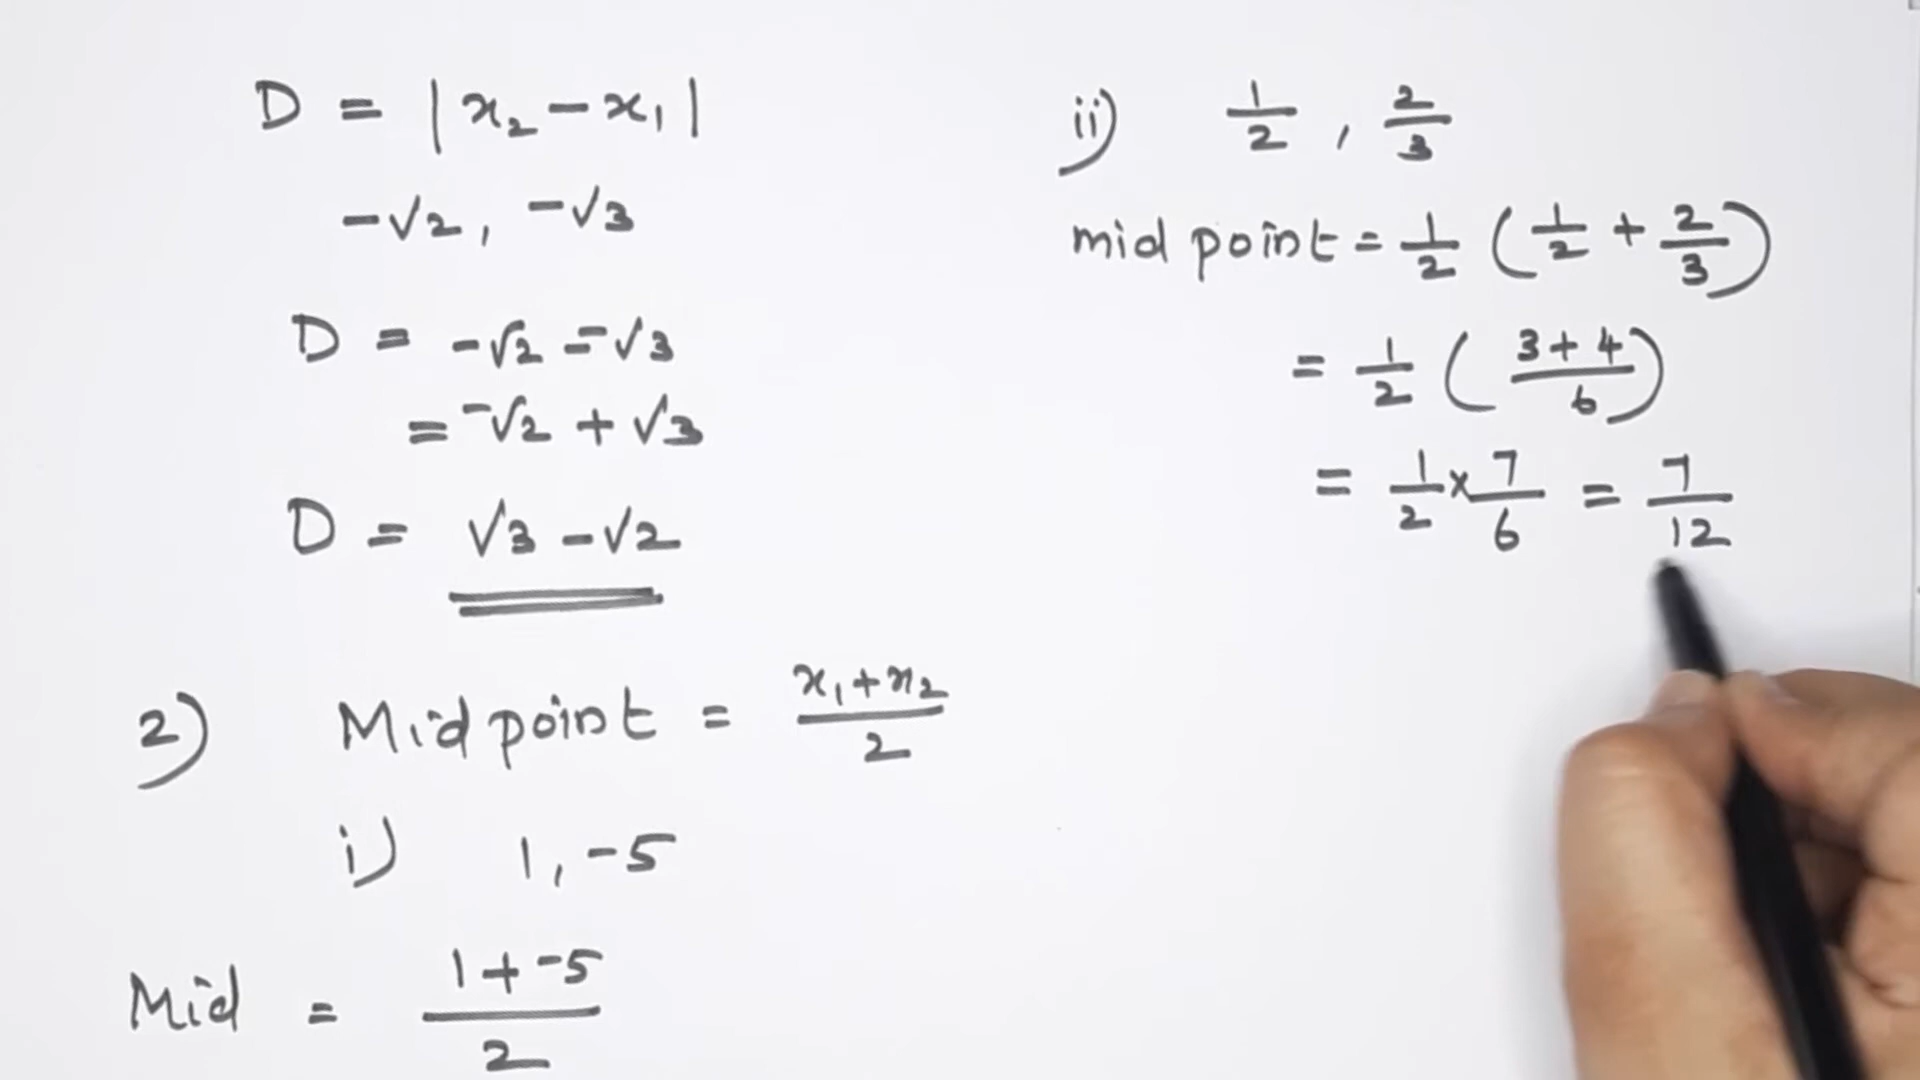 D = |x₂ - x₁|
-√2, -√3
D = -√2 - -√3
= -√2 + √3
D = √3 - √2
2) Midpoint = (x₁+x₂)/2
i) 1, -5
Mid = (1 + -5)/2
ii) 1/2, 2/3
mid point = 1/2 (1/2 + 2/3)
= 1/2 ((3+4)/6)
= 1/2 × 7/6 = 7/12